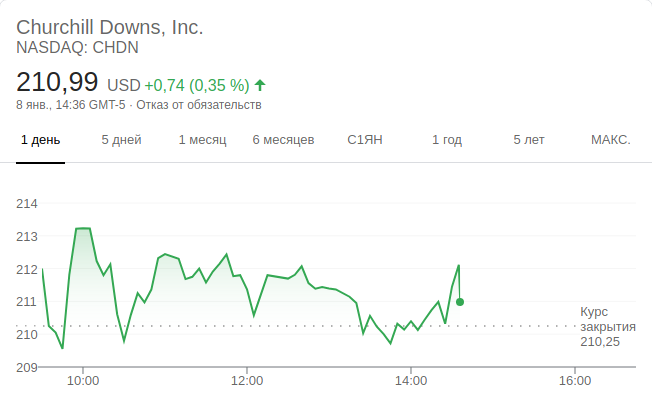 Churchill Downs, Inc.
NASDAQ: CHDN
210,99 USD +0,74 (0,35 %)
8 янв., 14:36 GMT-5 · Отказ от обязательств
1 день 5 дней 1 месяц 6 месяцев С1ЯН 1 год 5 лет МАКС.
214
213
212
211
210
209
Курс
закрытия
210,25
10:00 12:00 14:00 16:00